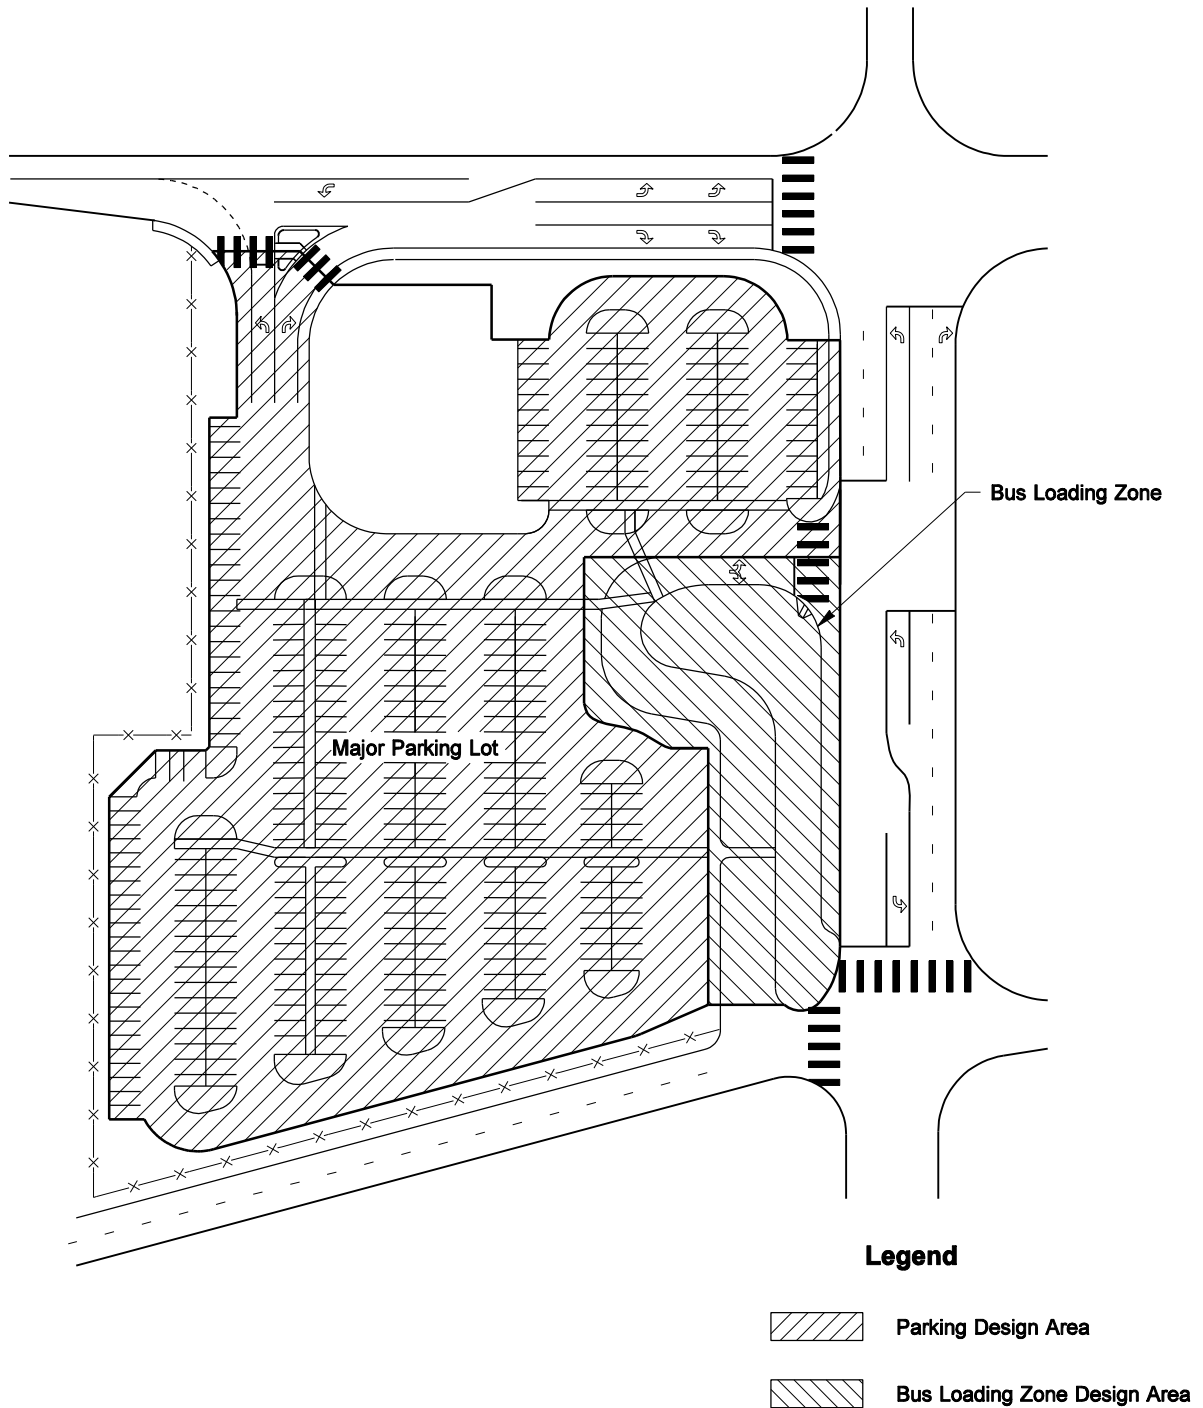 Bus Loading Zone
Major Parking Lot
Legend
Parking Design Area
Bus Loading Zone Design Area